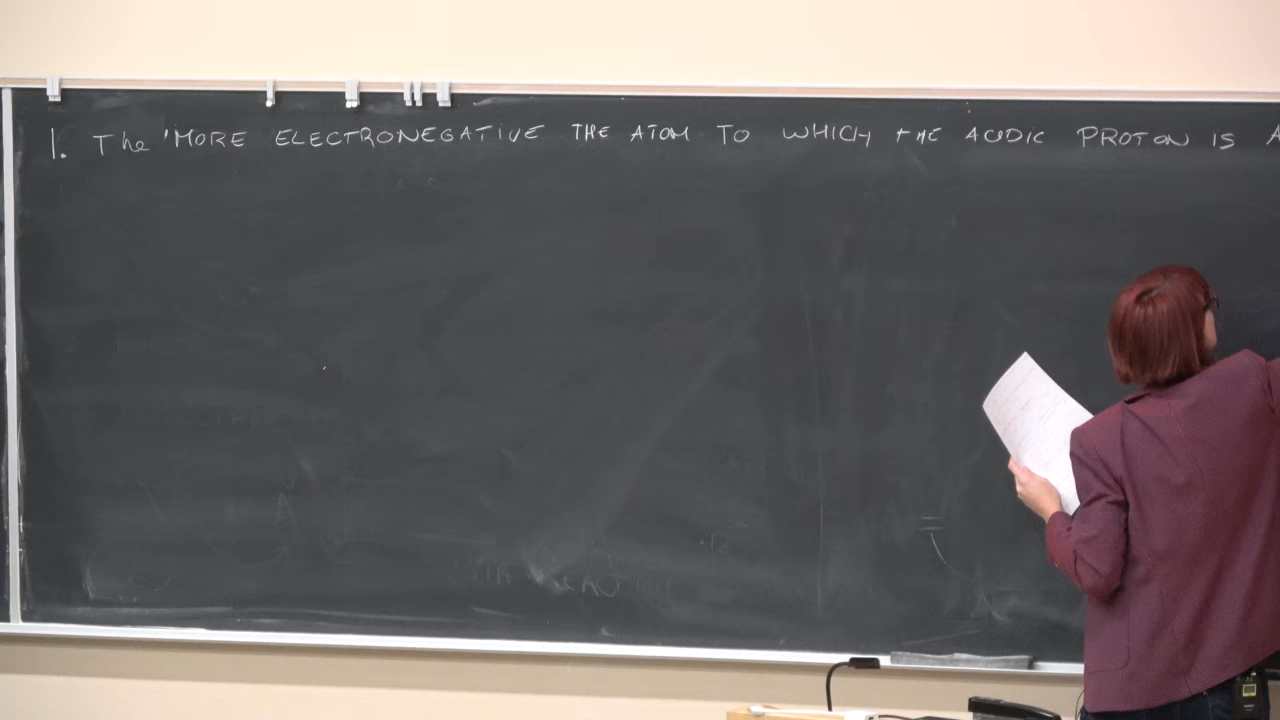 1. The MORE ELECTRONEGATIVE THE ATOM TO WHICH THE ACIDIC PROTON IS A